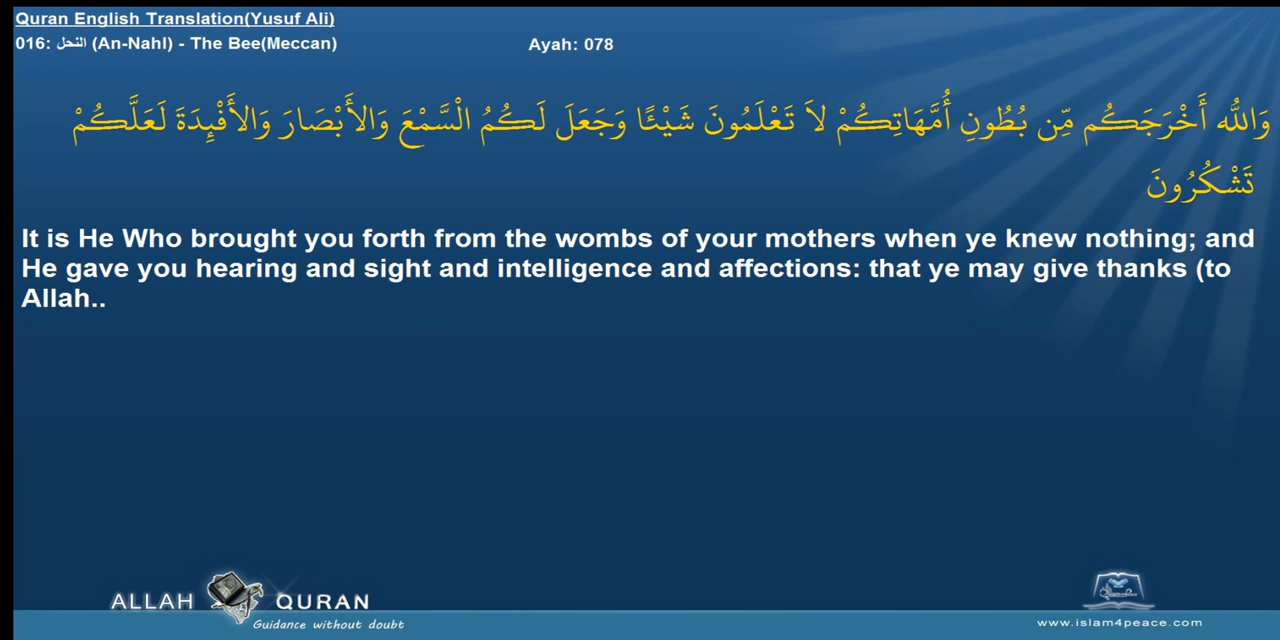 Quran English Translation(Yusuf Ali)
016: النحل (An-Nahl) - The Bee(Meccan)
Ayah: 078
وَاللّٰه أَخْرَجَكُم مِّن بُطُونِ أُمَّهَاتِكُمْ لاَ تَعْلَمُونَ شَيْئًا وَجَعَلَ لَكُمُ الْسَّمْعَ وَالأَبْصَارَ وَالأَفْئِدَةَ لَعَلَّكُمْ
تَشْكُرُونَ
It is He Who brought you forth from the wombs of your mothers when ye knew nothing; and
He gave you hearing and sight and intelligence and affections: that ye may give thanks (to
Allah..
ALLAH QURAN
Guidance without doubt
www.islam4peace.com